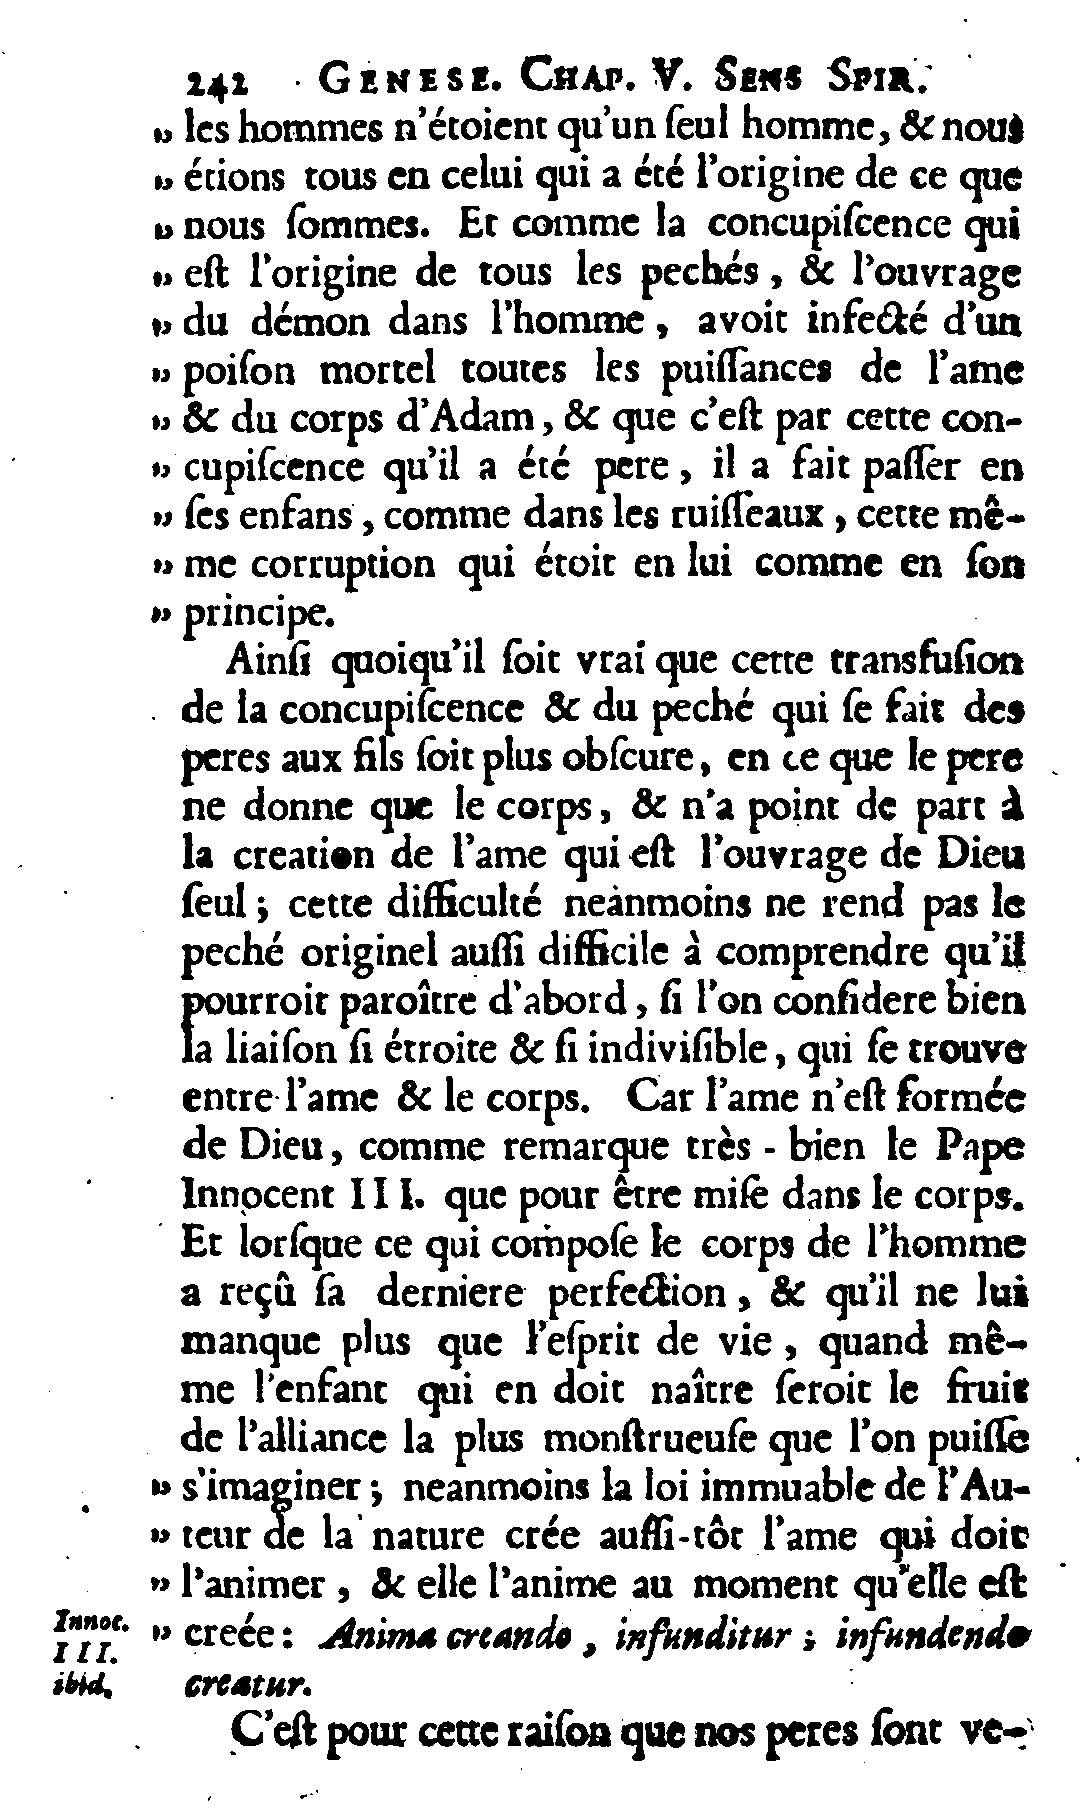 242 GENESE. CHAP. V. SENS SPIR.
„ les hommes n'étoient qu'un ſeul homme, & nous
„ étions tous en celui qui a été l'origine de ce que
„ nous ſommes. Et comme la concupiſcence qui
„ eſt l'origine de tous les pechés, & l'ouvrage
„ du démon dans l'homme, avoit infecté d'un
„ poiſon mortel toutes les puiſſances de l'ame
„ & du corps d'Adam, & que c'eſt par cette con-
„ cupiſcence qu'il a été pere, il a fait paſſer en
„ ſes enfans, comme dans les ruiſſeaux, cette mê-
„ me corruption qui étoit en lui comme en ſon
„ principe.
Ainſi quoiqu'il ſoit vrai que cette transfuſion
de la concupiſcence & du peché qui ſe fait des
peres aux fils ſoit plus obſcure, en ce que le pere
ne donne que le corps, & n'a point de part à
la creation de l'ame qui eſt l'ouvrage de Dieu
ſeul; cette difficulté neanmoins ne rend pas le
peché originel auſſi difficile à comprendre qu'il
pourroit paroître d'abord, ſi l'on conſidere bien
la liaiſon ſi étroite & ſi indiviſible, qui ſe trouve
entre l'ame & le corps. Car l'ame n'eſt formée
de Dieu, comme remarque très-bien le Pape
Innocent III. que pour être miſe dans le corps.
Et lorſque ce qui compoſe le corps de l'homme
a reçû ſa derniere perfection, & qu'il ne lui
manque plus que l'eſprit de vie, quand mê-
me l'enfant qui en doit naître ſeroit le fruit
de l'alliance la plus monſtrueuſe que l'on puiſſe
„ s'imaginer; neanmoins la loi immuable de l'Au-
„ teur de la nature crée auſſi-tôt l'ame qui doit
„ l'animer, & elle l'anime au moment qu'elle eſt
Innoc. „ creée: Anima creando, infunditur; infundendo
III.
ibid. creatur.
C'eſt pour cette raiſon que nos peres ſont ve-